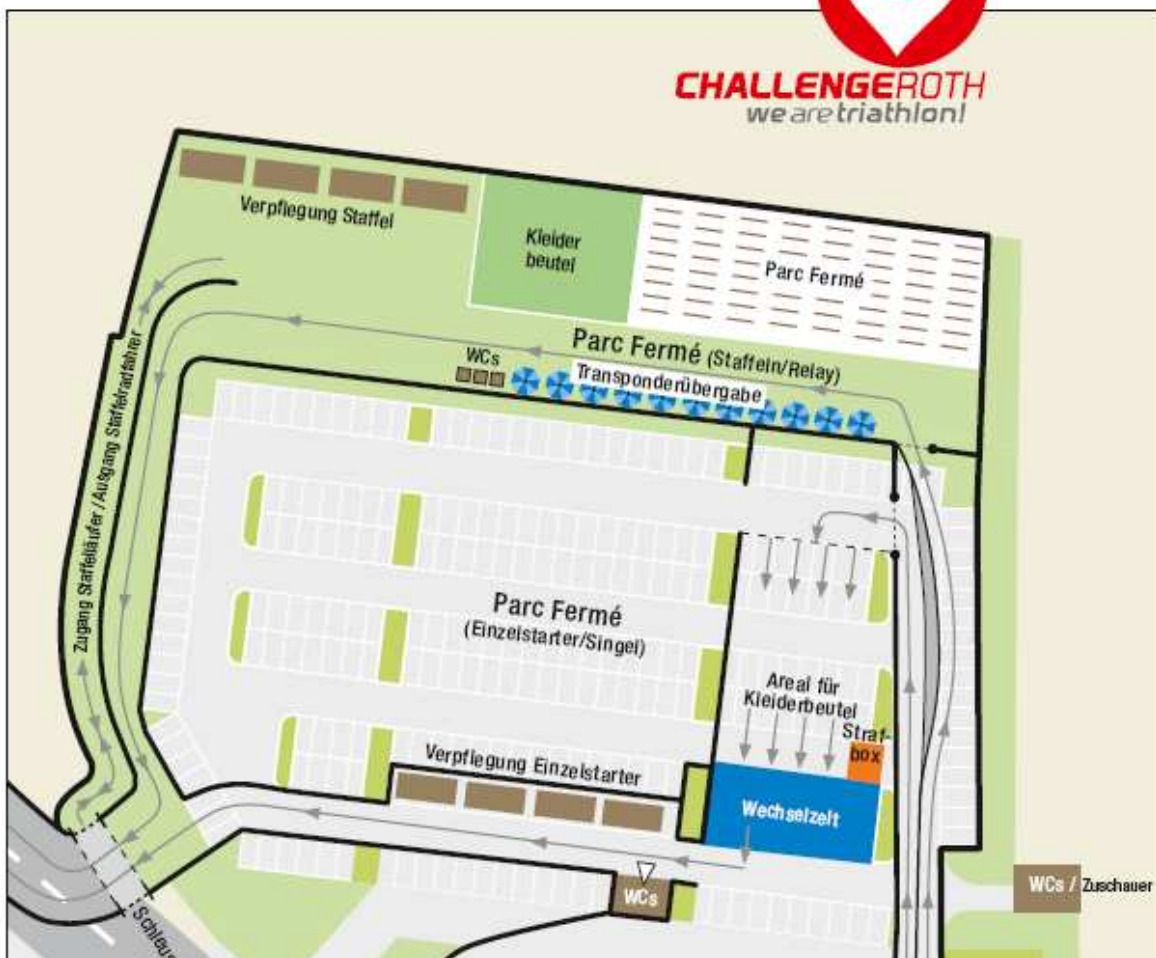 CHALLENGEROTH
we are triathlon!
Verpflegung Staffel
Kleider
beutel
Parc Fermé
Parc Fermé (Staffeln/Relay)
WCs
Transponderübergabe
Zugang Staffelläufer / Ausgang Staffelradfahrer
Parc Fermé
(Einzelstarter/Singel)
Areal für
Kleiderbeutel
Straf-
box
Verpflegung Einzelstarter
Wechselzelt
WCs
WCs / Zuschauer
Schleus